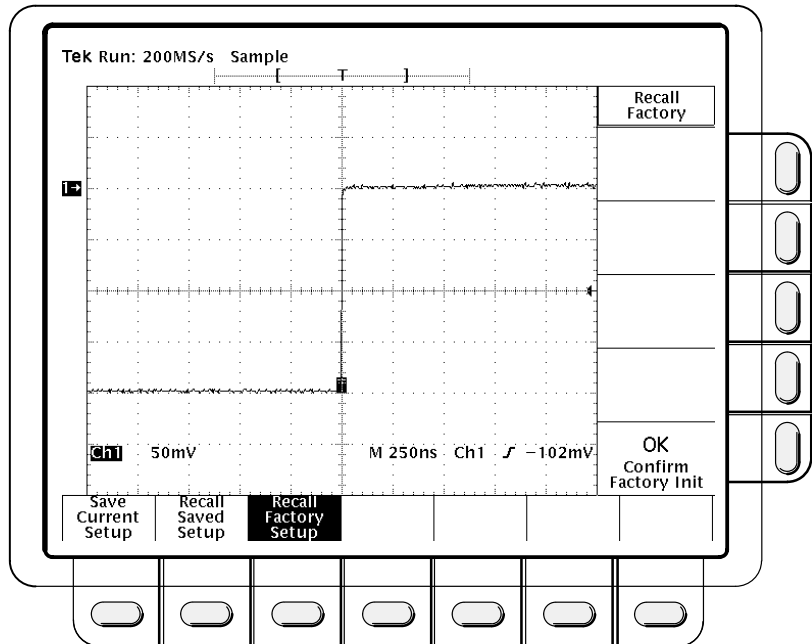 Tek Run: 200MS/s Sample
[ T ]
Recall
Factory
1→
Ch1 50mV M 250ns Ch1 ƒ −102mV
OK
Confirm
Factory Init
Save
Current
Setup
Recall
Saved
Setup
Recall
Factory
Setup